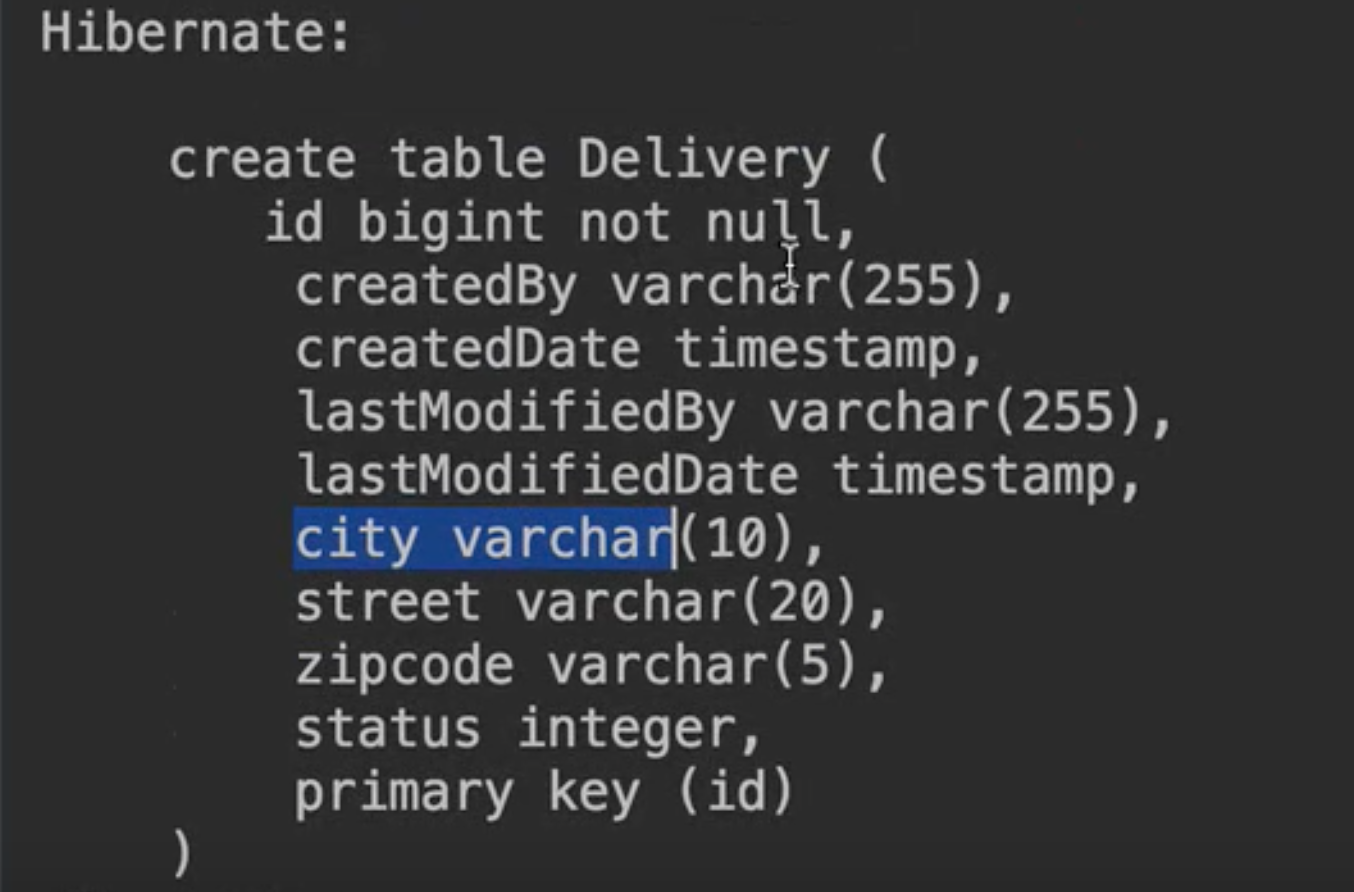 Hibernate:
create table Delivery (
id bigint not null,
createdBy varchar(255),
createdDate timestamp,
lastModifiedBy varchar(255),
lastModifiedDate timestamp,
city varchar(10),
street varchar(20),
zipcode varchar(5),
status integer,
primary key (id)
)